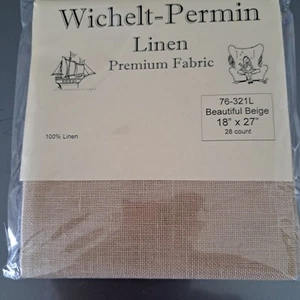 Wichelt-Permin
Linen
Premium Fabric
76-321L
Beautiful Beige
18" x 27"
28 count
100% Linen